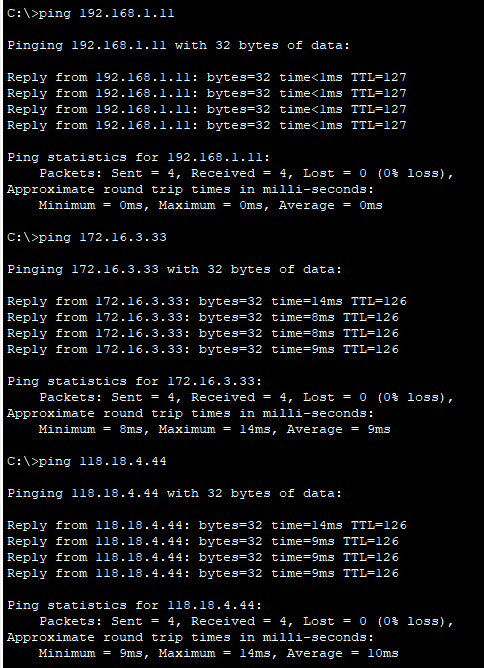 C:\>ping 192.168.1.11
Pinging 192.168.1.11 with 32 bytes of data:
Reply from 192.168.1.11: bytes=32 time<1ms TTL=127
Reply from 192.168.1.11: bytes=32 time<1ms TTL=127
Reply from 192.168.1.11: bytes=32 time<1ms TTL=127
Reply from 192.168.1.11: bytes=32 time<1ms TTL=127
Ping statistics for 192.168.1.11:
    Packets: Sent = 4, Received = 4, Lost = 0 (0% loss),
Approximate round trip times in milli-seconds:
    Minimum = 0ms, Maximum = 0ms, Average = 0ms
C:\>ping 172.16.3.33
Pinging 172.16.3.33 with 32 bytes of data:
Reply from 172.16.3.33: bytes=32 time=14ms TTL=126
Reply from 172.16.3.33: bytes=32 time=8ms TTL=126
Reply from 172.16.3.33: bytes=32 time=8ms TTL=126
Reply from 172.16.3.33: bytes=32 time=9ms TTL=126
Ping statistics for 172.16.3.33:
    Packets: Sent = 4, Received = 4, Lost = 0 (0% loss),
Approximate round trip times in milli-seconds:
    Minimum = 8ms, Maximum = 14ms, Average = 9ms
C:\>ping 118.18.4.44
Pinging 118.18.4.44 with 32 bytes of data:
Reply from 118.18.4.44: bytes=32 time=14ms TTL=126
Reply from 118.18.4.44: bytes=32 time=9ms TTL=126
Reply from 118.18.4.44: bytes=32 time=9ms TTL=126
Reply from 118.18.4.44: bytes=32 time=9ms TTL=126
Ping statistics for 118.18.4.44:
    Packets: Sent = 4, Received = 4, Lost = 0 (0% loss),
Approximate round trip times in milli-seconds:
    Minimum = 9ms, Maximum = 14ms, Average = 10ms